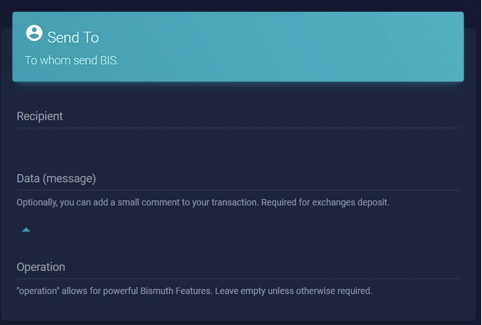 Send To
To whom send BIS.
Recipient
Data (message)
Optionally, you can add a small comment to your transaction. Required for exchanges deposit.
Operation
"operation" allows for powerful Bismuth Features. Leave empty unless otherwise required.